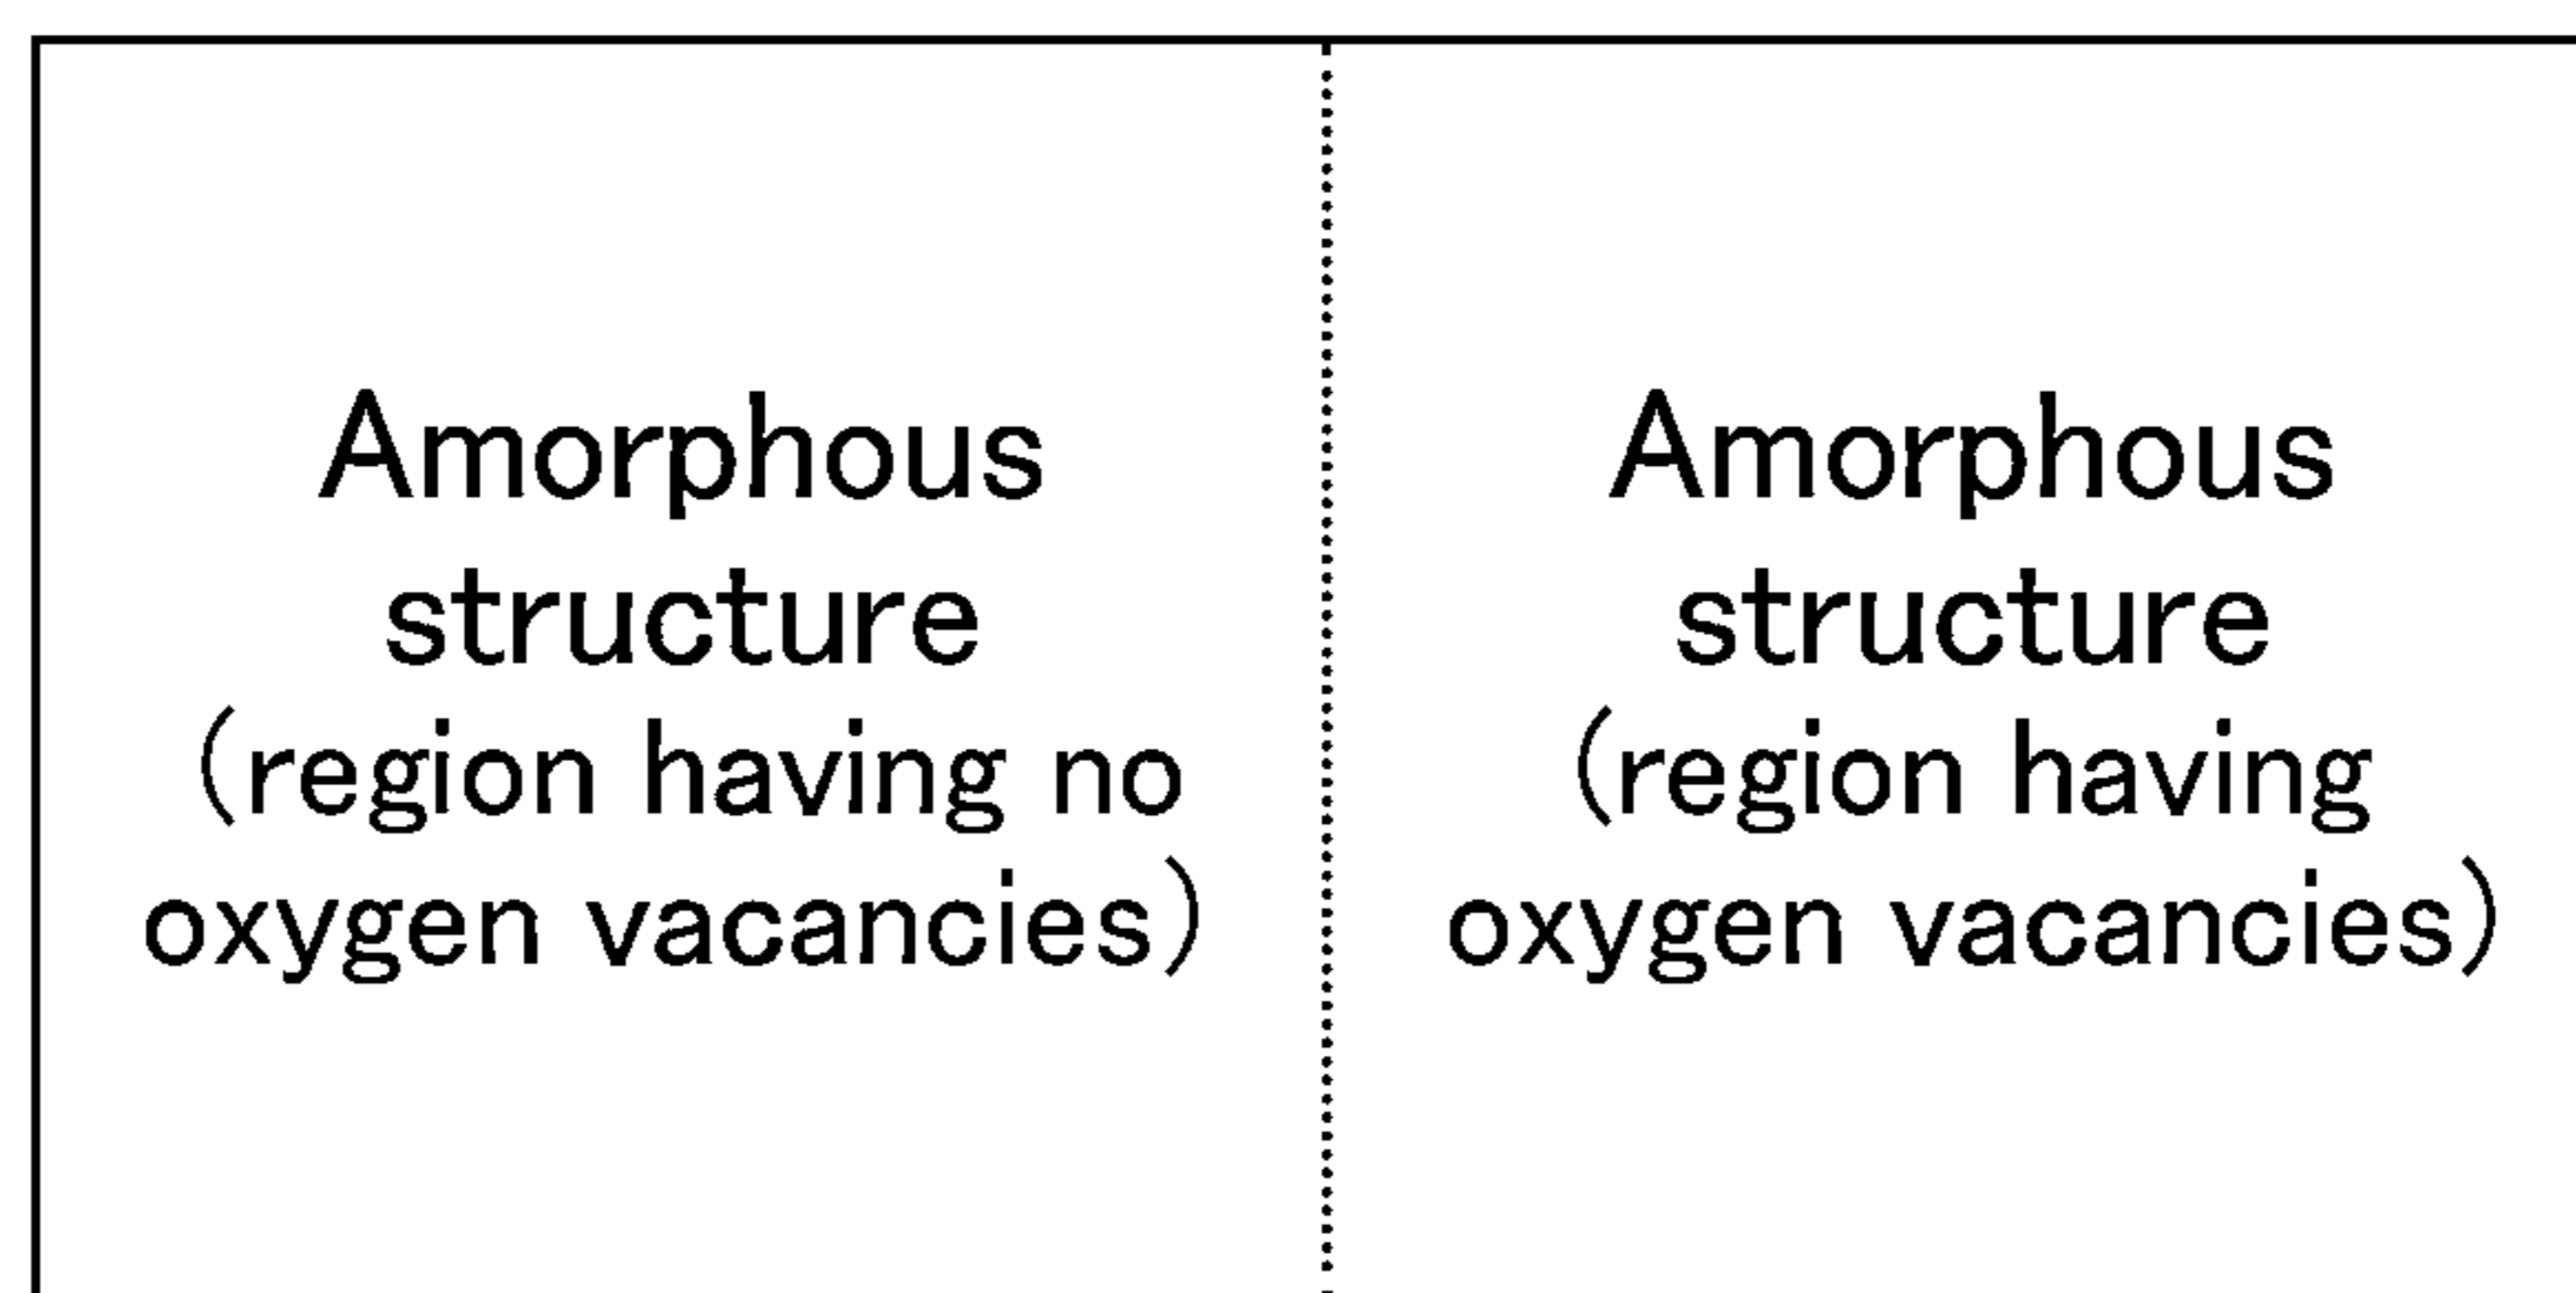 Amorphous
structure
(region having no
oxygen vacancies)
Amorphous
structure
(region having
oxygen vacancies)